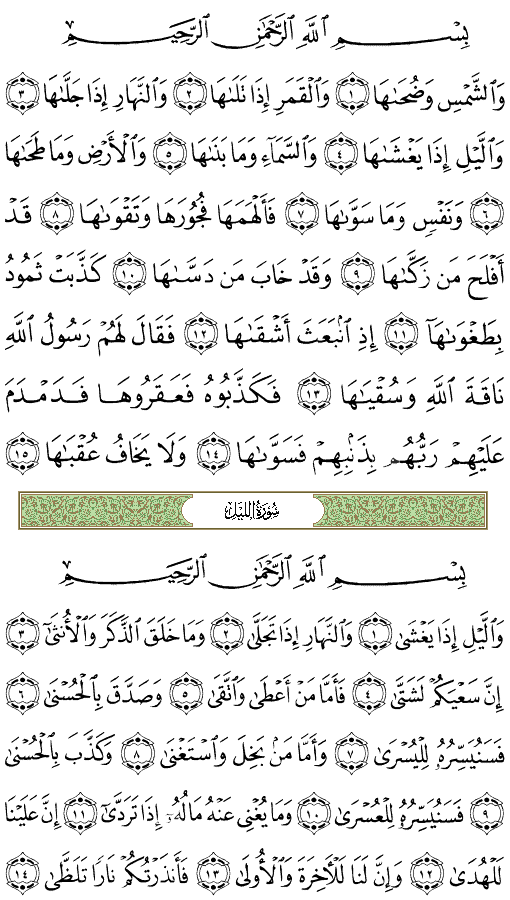 بِسْمِ ٱللَّهِ ٱلرَّحْمَٰنِ ٱلرَّحِيمِ
وَٱلشَّمْسِ وَضُحَىٰهَا ١ وَٱلْقَمَرِ إِذَا تَلَىٰهَا ٢ وَٱلنَّهَارِ إِذَا جَلَّىٰهَا ٣
وَٱلَّيْلِ إِذَا يَغْشَىٰهَا ٤ وَٱلسَّمَآءِ وَمَا بَنَىٰهَا ٥ وَٱلْأَرْضِ وَمَا طَحَىٰهَا
٦ وَنَفْسٍ وَمَا سَوَّىٰهَا ٧ فَأَلْهَمَهَا فُجُورَهَا وَتَقْوَىٰهَا ٨ قَدْ
أَفْلَحَ مَن زَكَّىٰهَا ٩ وَقَدْ خَابَ مَن دَسَّىٰهَا ١٠ كَذَّبَتْ ثَمُودُ
بِطَغْوَىٰهَآ ١١ إِذِ ٱنۢبَعَثَ أَشْقَىٰهَا ١٢ فَقَالَ لَهُمْ رَسُولُ ٱللَّهِ
نَاقَةَ ٱللَّهِ وَسُقْيَٰهَا ١٣ فَكَذَّبُوهُ فَعَقَرُوهَا فَدَمْدَمَ
عَلَيْهِمْ رَبُّهُم بِذَنۢبِهِمْ فَسَوَّىٰهَا ١٤ وَلَا يَخَافُ عُقْبَٰهَا ١٥
سُورَةُ اللَّيْلِ
بِسْمِ ٱللَّهِ ٱلرَّحْمَٰنِ ٱلرَّحِيمِ
وَٱلَّيْلِ إِذَا يَغْشَىٰ ١ وَٱلنَّهَارِ إِذَا تَجَلَّىٰ ٢ وَمَا خَلَقَ ٱلذَّكَرَ وَٱلْأُنثَىٰٓ ٣
إِنَّ سَعْيَكُمْ لَشَتَّىٰ ٤ فَأَمَّا مَنْ أَعْطَىٰ وَٱتَّقَىٰ ٥ وَصَدَّقَ بِٱلْحُسْنَىٰ ٦
فَسَنُيَسِّرُهُۥ لِلْيُسْرَىٰ ٧ وَأَمَّا مَنۢ بَخِلَ وَٱسْتَغْنَىٰ ٨ وَكَذَّبَ بِٱلْحُسْنَىٰ
٩ فَسَنُيَسِّرُهُۥ لِلْعُسْرَىٰ ١٠ وَمَا يُغْنِى عَنْهُ مَالُهُۥٓ إِذَا تَرَدَّىٰٓ ١١ إِنَّ عَلَيْنَا
لَلْهُدَىٰ ١٢ وَإِنَّ لَنَا لَلْءَاخِرَةَ وَٱلْأُولَىٰ ١٣ فَأَنذَرْتُكُمْ نَارًا تَلَظَّىٰ ١٤